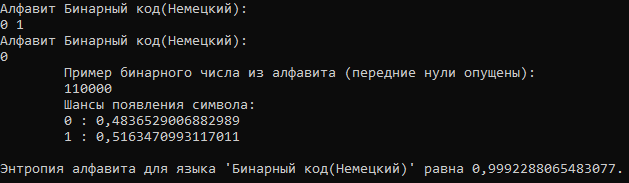 Алфавит Бинарный код(Немецкий):
0 1
Алфавит Бинарный код(Немецкий):
0
Пример бинарного числа из алфавита (передние нули опущены):
110000
Шансы появления символа:
0 : 0,4836529006882989
1 : 0,5163470993117011
Энтропия алфавита для языка 'Бинарный код(Немецкий)' равна 0,9992288065483077.